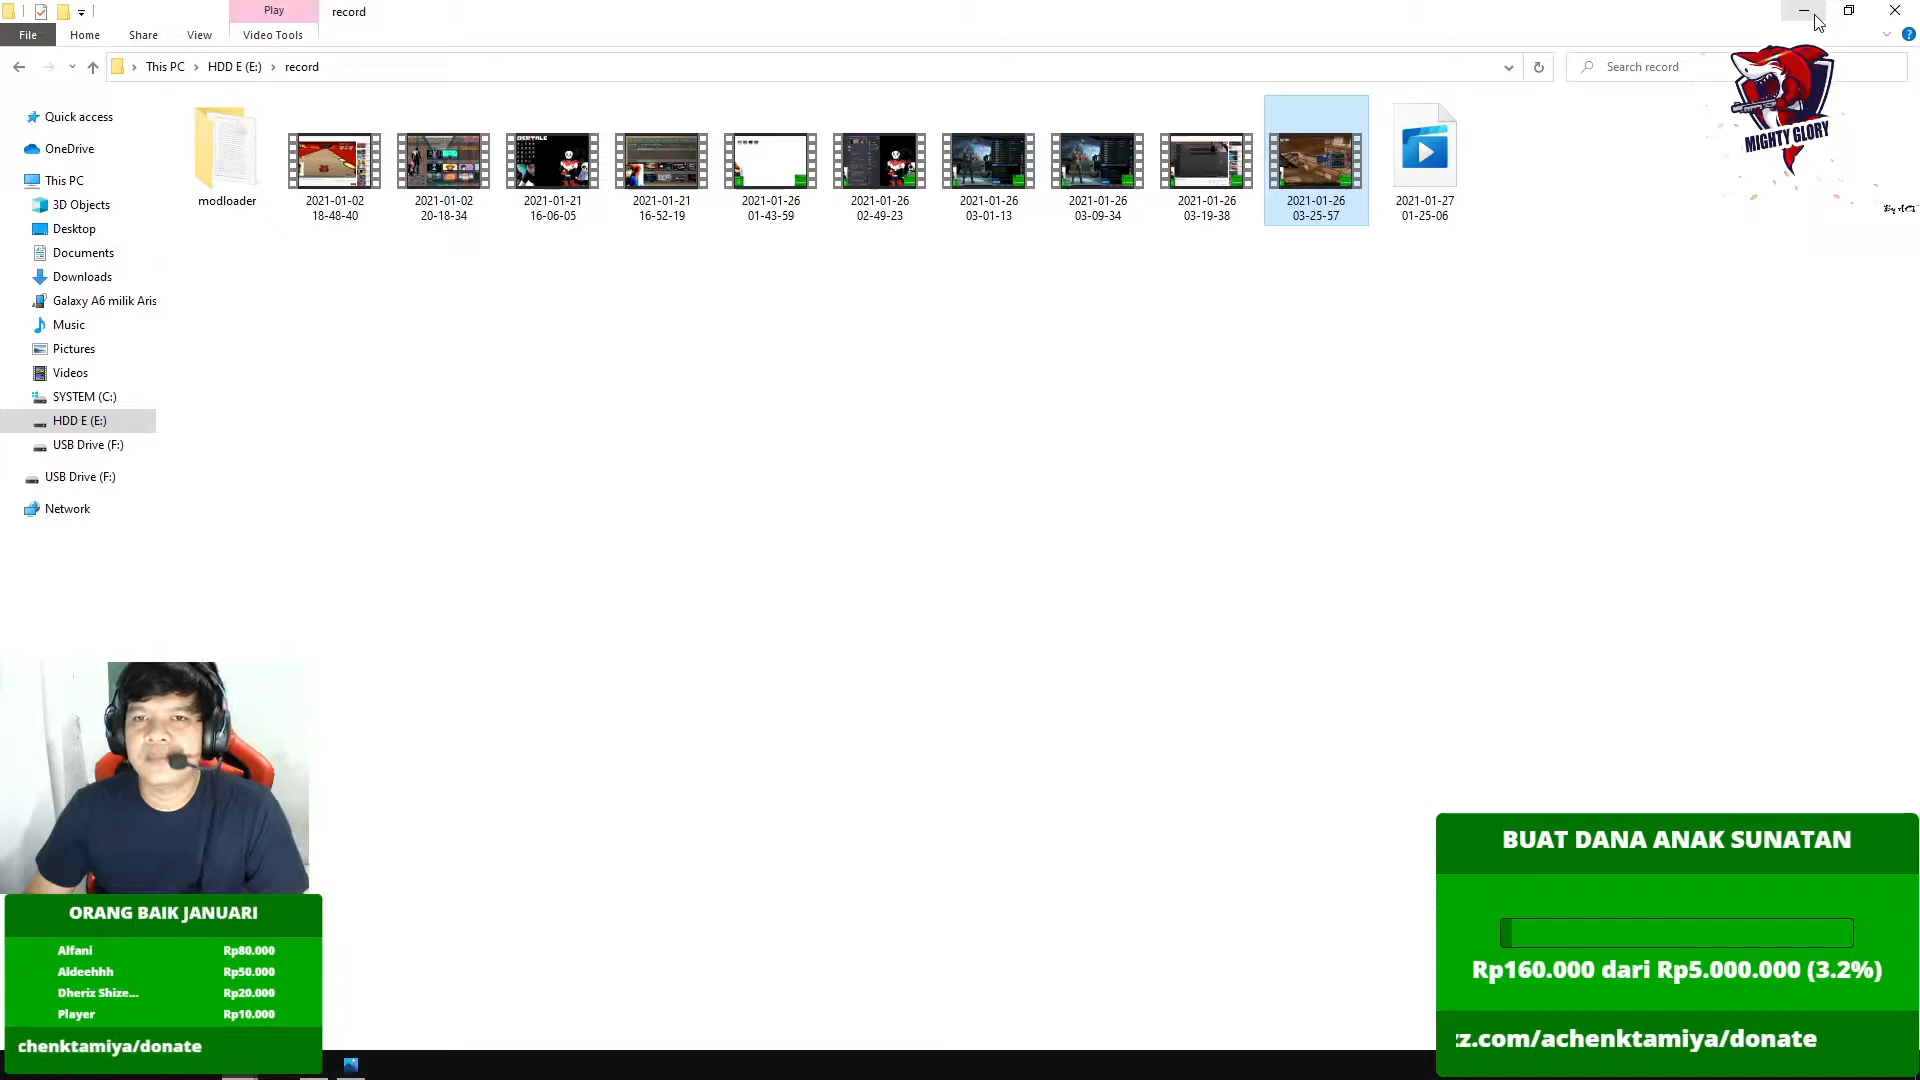 Play
record
File
Home
Share
View
Video Tools
This PC
HDD E (E:)
record
Search record
Quick access
OneDrive
This PC
3D Objects
Desktop
Documents
Downloads
Galaxy A6 milik Aris
Music
Pictures
Videos
SYSTEM (C:)
HDD E (E:)
USB Drive (F:)
USB Drive (F:)
Network
modloader
2021-01-02
18-48-40
2021-01-02
20-18-34
2021-01-21
16-06-05
2021-01-21
16-52-19
2021-01-26
01-43-59
2021-01-26
02-49-23
2021-01-26
03-01-13
2021-01-26
03-09-34
2021-01-26
03-19-38
2021-01-26
03-25-57
2021-01-27
01-25-06
MIGHTY GLORY
ORANG BAIK JANUARI
Alfani Rp80.000
Aldeehhh Rp50.000
Dheriz Shize... Rp20.000
Player Rp10.000
chenktamiya/donate
BUAT DANA ANAK SUNATAN
Rp160.000 dari Rp5.000.000 (3.2%)
zz.com/achenktamiya/donate